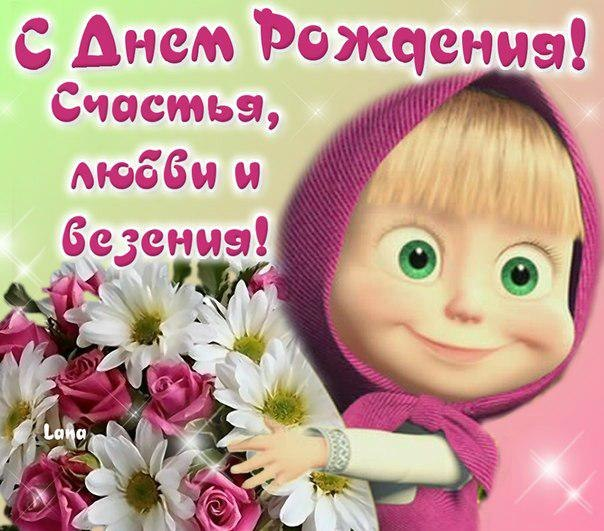 С Днем Рождения!
Счастья,
любви и
везения!
Lana